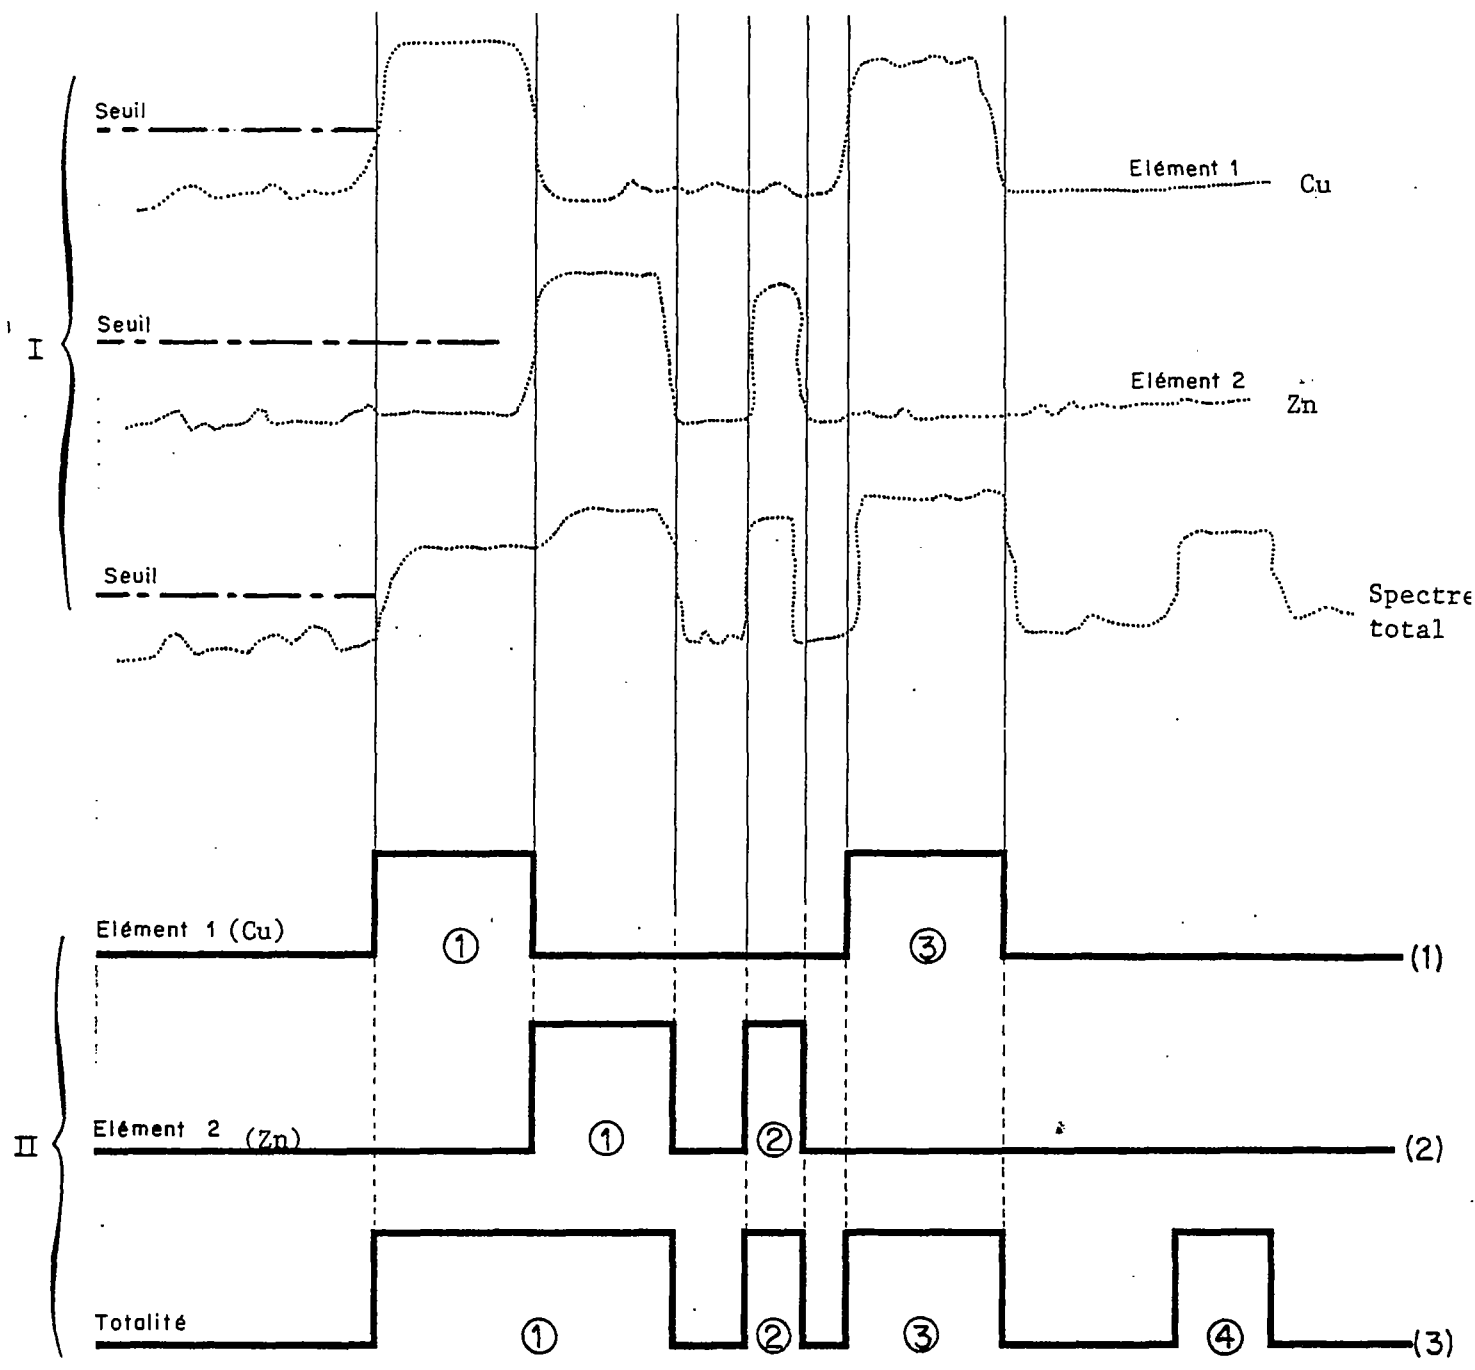 Seuil
Elément 1
Cu
Seuil
I
Elément 2
Zn
Seuil
Spectre
total
Elément 1 (Cu)
① ③ (1)
Elément 2 (Zn)
II
① ② (2)
Totalité
① ② ③ ④ (3)